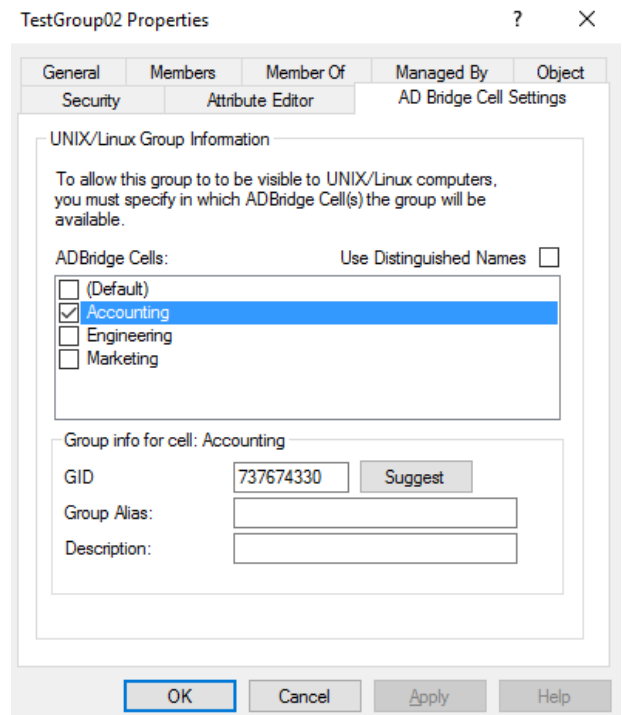 TestGroup02 Properties ?
General Members Member Of Managed By Object
Security Attribute Editor AD Bridge Cell Settings
UNIX/Linux Group Information
To allow this group to to be visible to UNIX/Linux computers,
you must specify in which ADBridge Cell(s) the group will be
available.
ADBridge Cells: Use Distinguished Names
(Default)
Accounting
Engineering
Marketing
Group info for cell: Accounting
GID 737674330 Suggest
Group Alias:
Description:
OK Cancel Apply Help